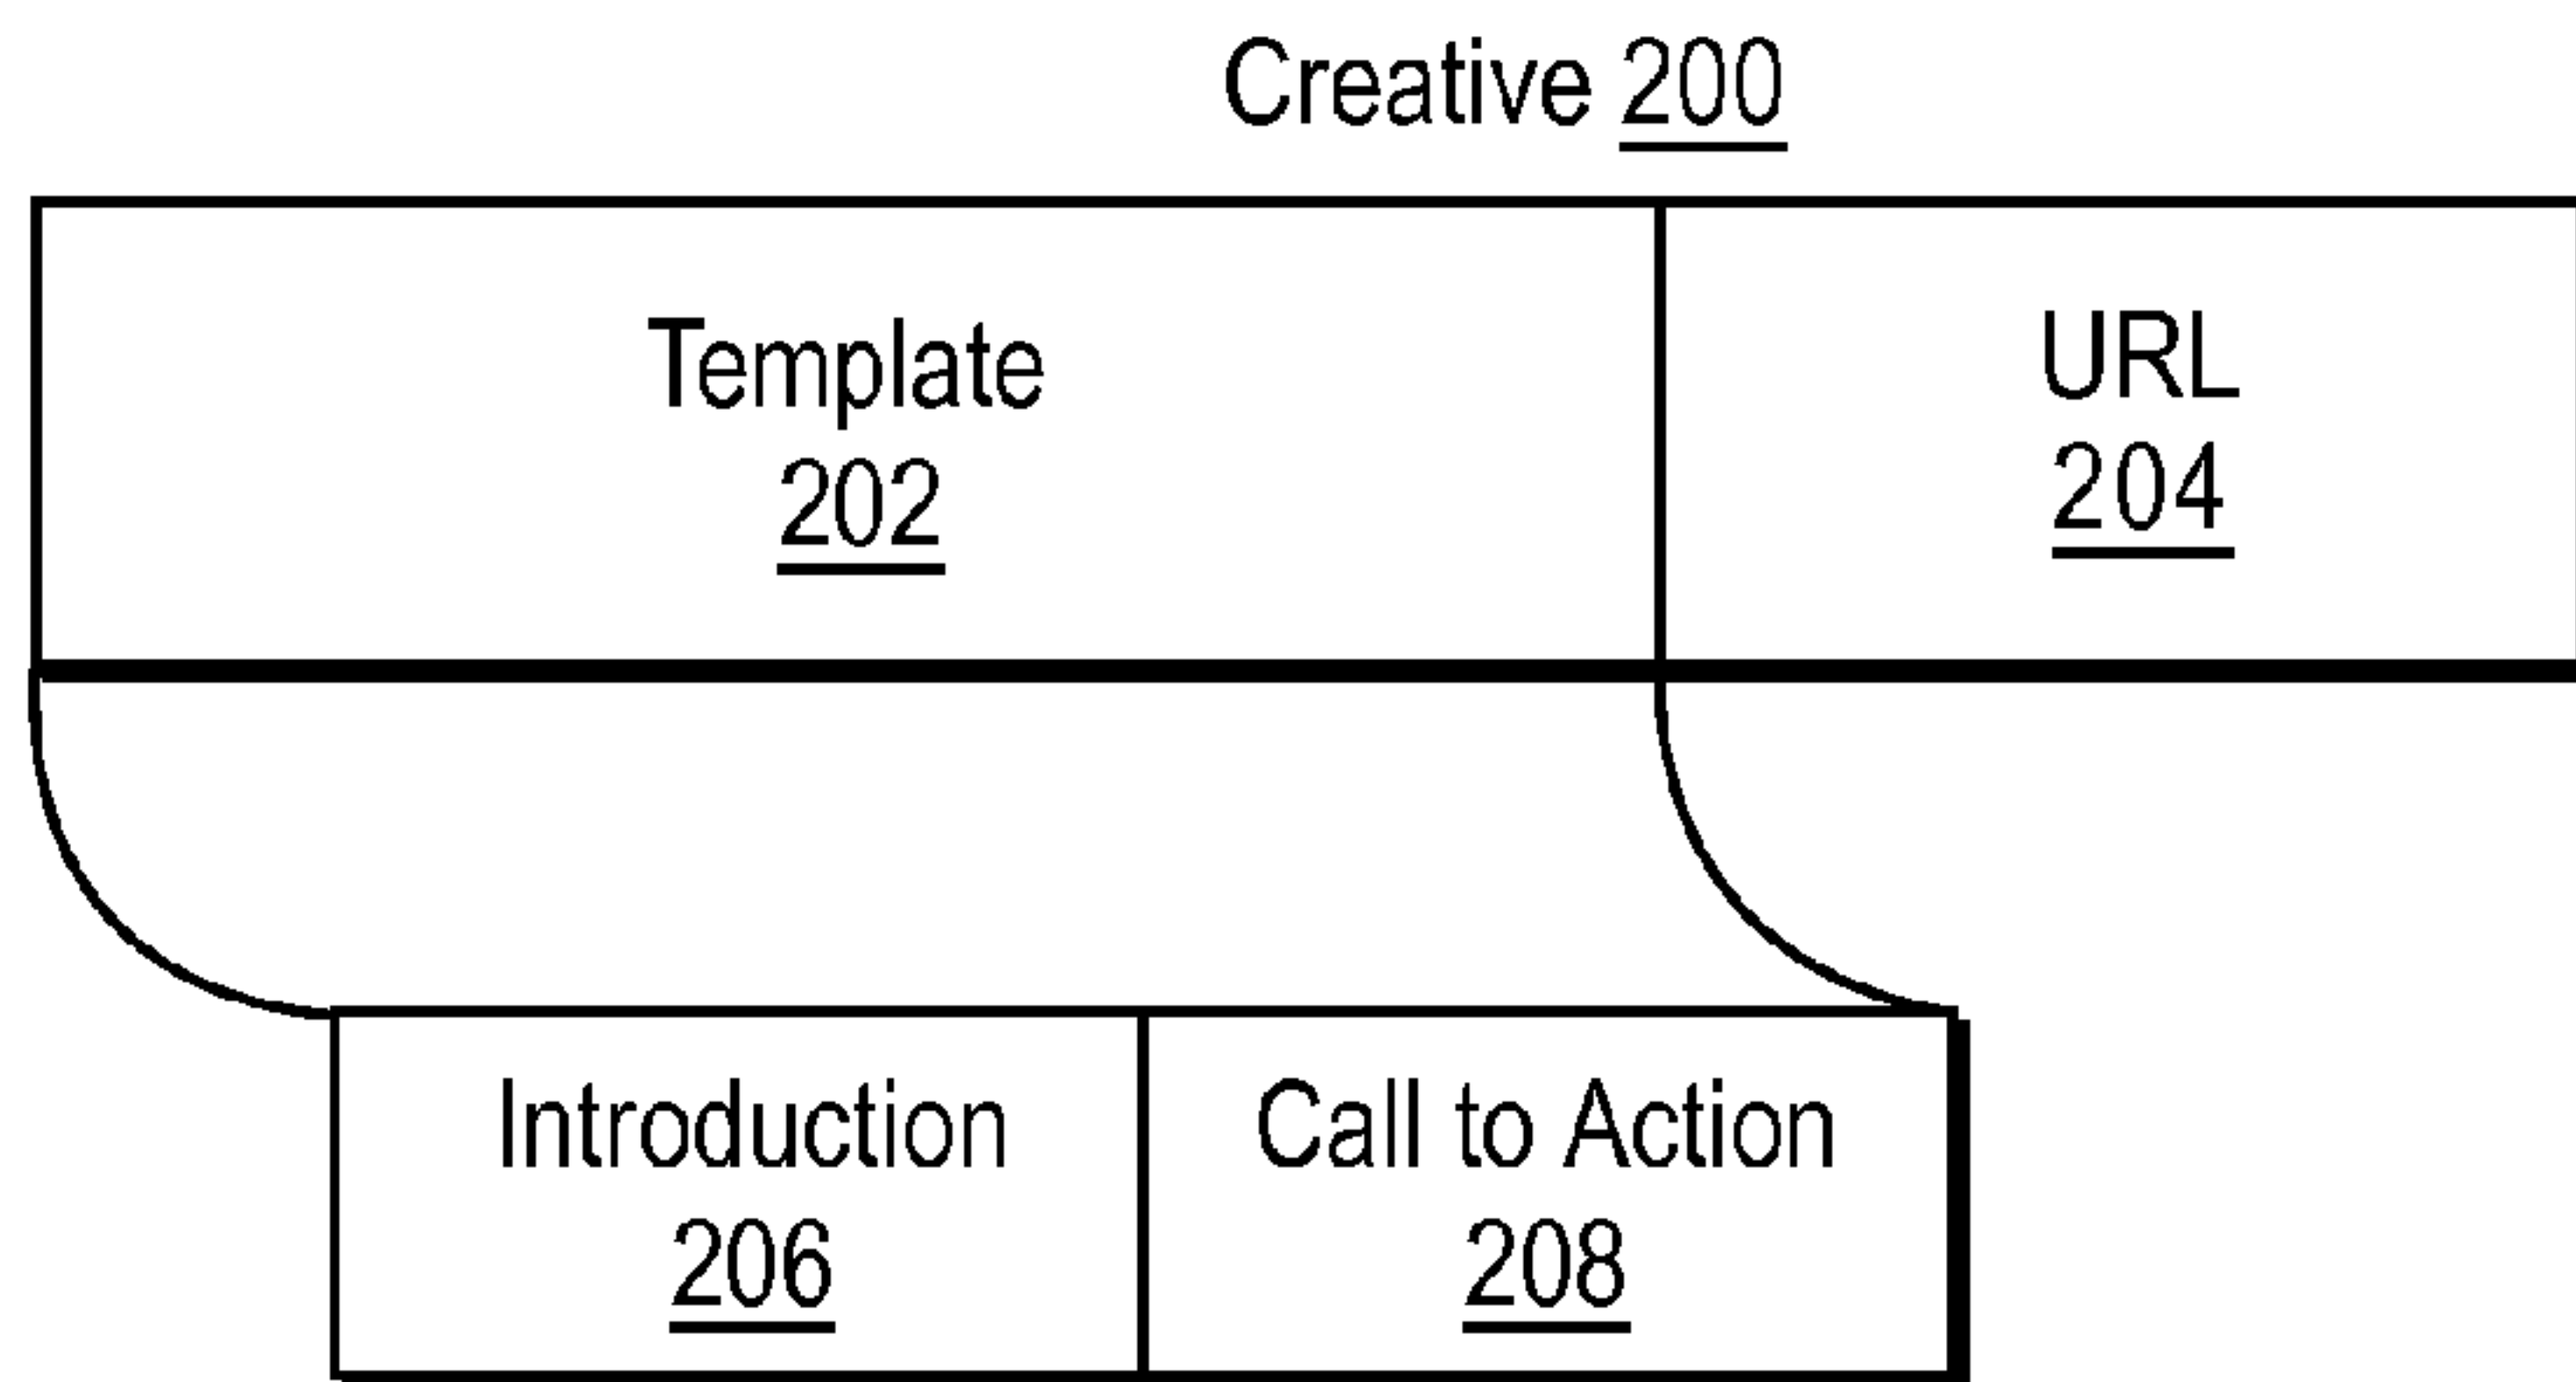 Creative 200
Template
202
URL
204
Introduction
206
Call to Action
208